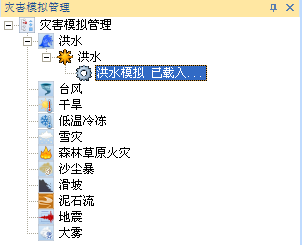 灾害模拟管理
灾害模拟管理
洪水
洪水
洪水模拟 已载入...
台风
干旱
低温冷冻
雪灾
森林草原火灾
沙尘暴
滑坡
泥石流
地震
大雾